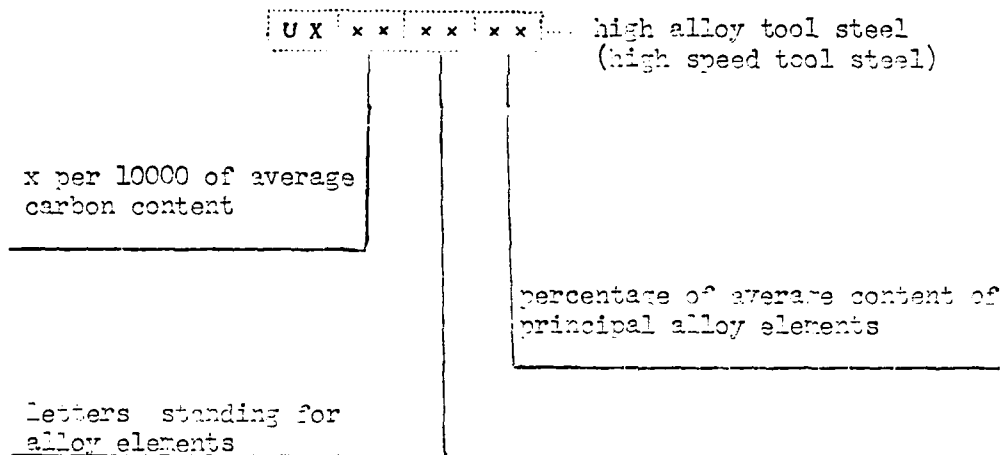 U X x x x x x x high alloy tool steel
(high speed tool steel)
x per 10000 of average
carbon content
percentage of average content of
principal alloy elements
letters standing for
alloy elements